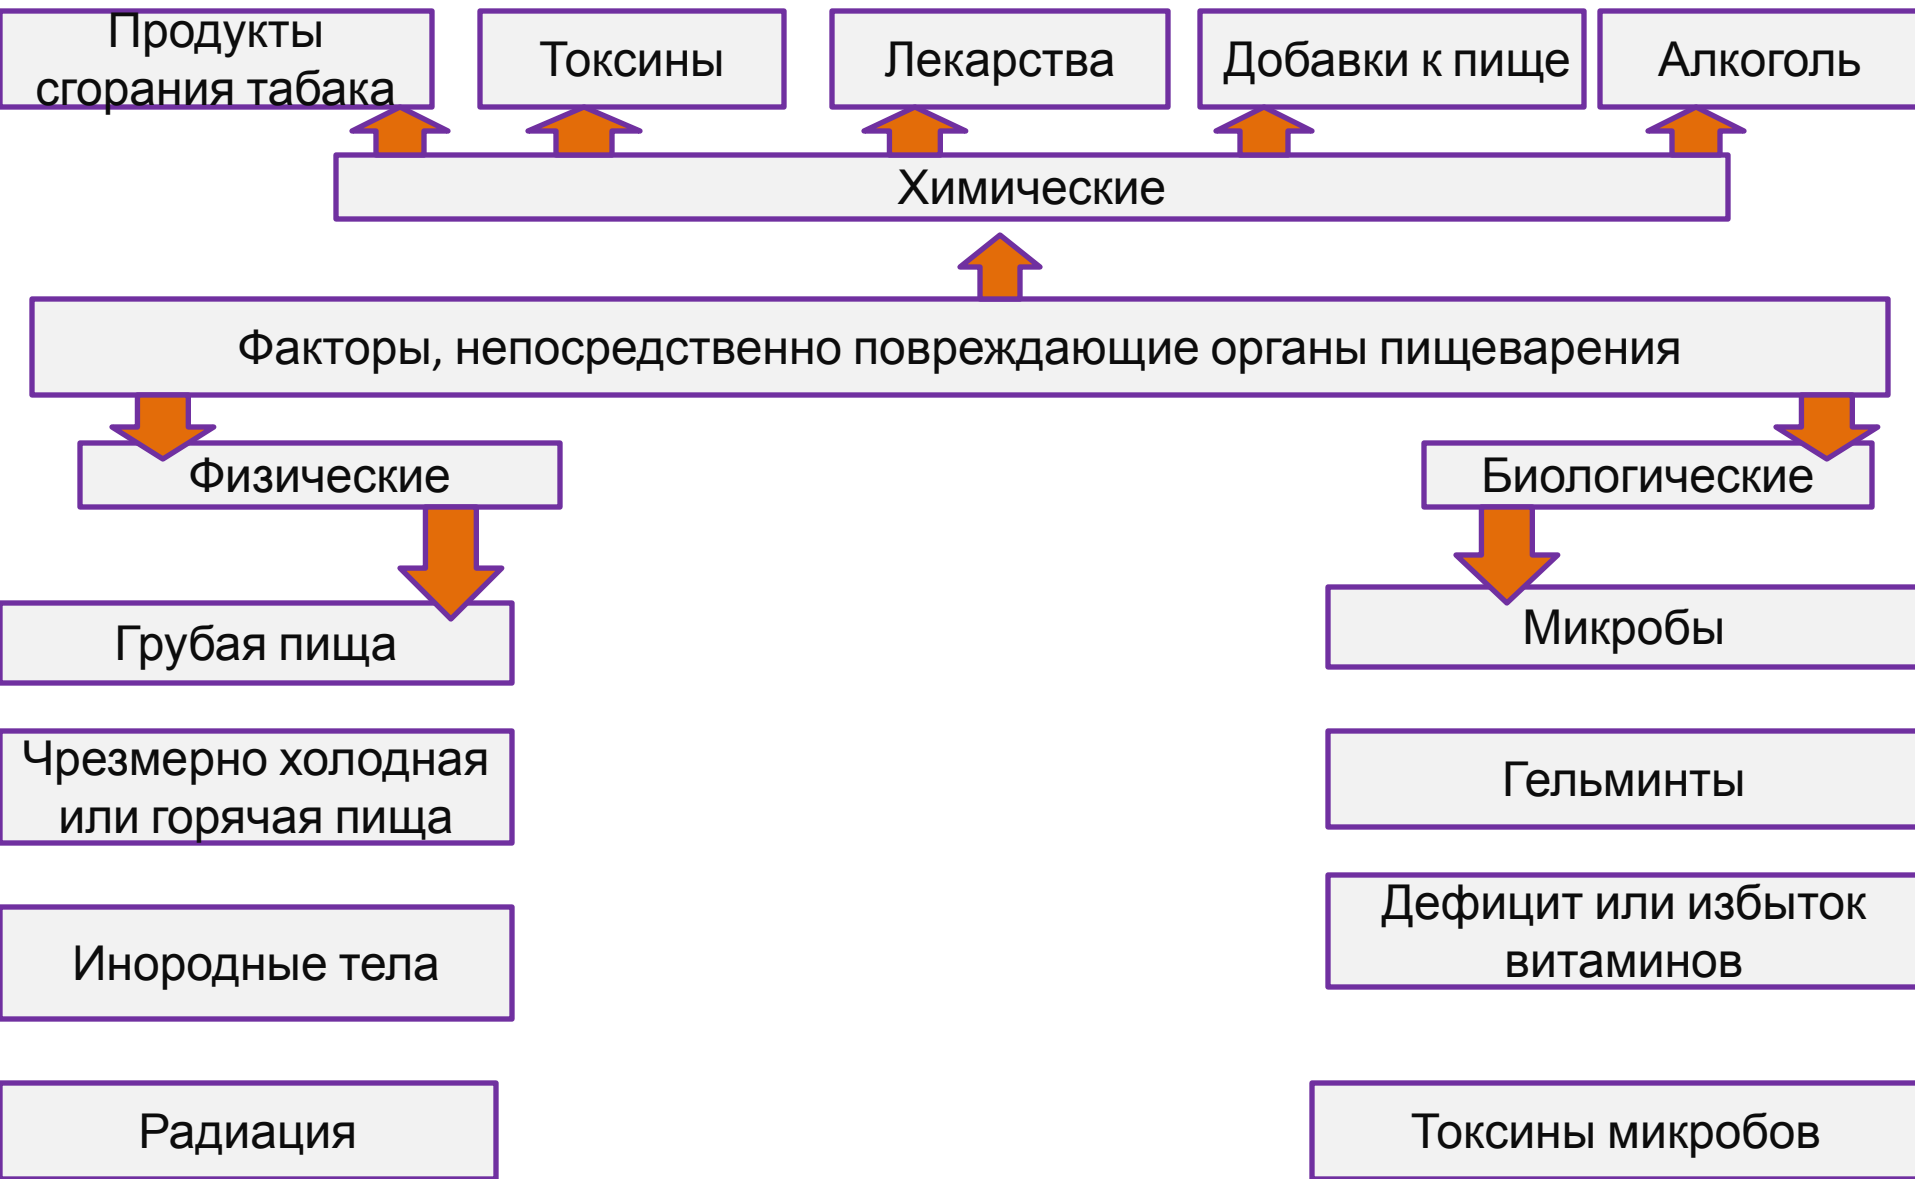 Продукты
сгорания табака
Токсины
Лекарства
Добавки к пище
Алкоголь
Химические
Факторы, непосредственно повреждающие органы пищеварения
Физические
Биологические
Грубая пища
Микробы
Чрезмерно холодная
или горячая пища
Гельминты
Дефицит или избыток
витаминов
Инородные тела
Радиация
Токсины микробов